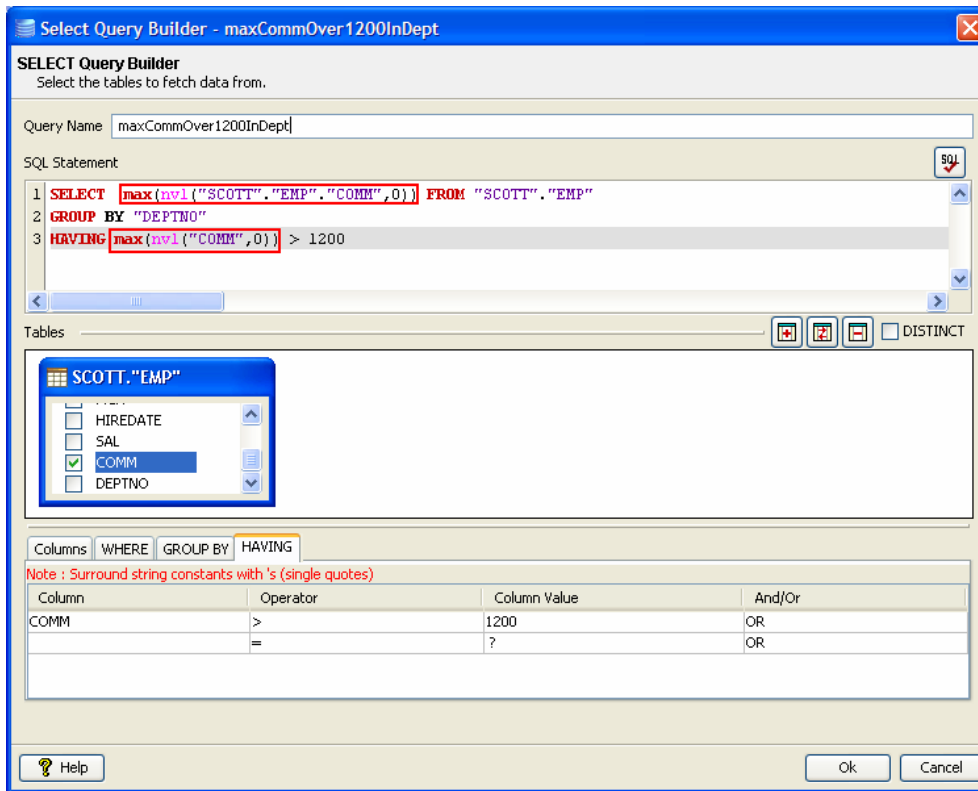 Select Query Builder - maxCommOver1200InDept
SELECT Query Builder
Select the tables to fetch data from.
Query Name maxCommOver1200InDept
SQL Statement
SQL
1 SELECT max(nvl("SCOTT"."EMP"."COMM",0)) FROM "SCOTT"."EMP"
2 GROUP BY "DEPTNO"
3 HAVING max(nvl("COMM",0)) > 1200
Tables DISTINCT
SCOTT."EMP"
HIREDATE
SAL
COMM
DEPTNO
Columns WHERE GROUP BY HAVING
Note : Surround string constants with 's (single quotes)
Column Operator Column Value And/Or
COMM > 1200 OR
= ? OR
? Help Ok Cancel